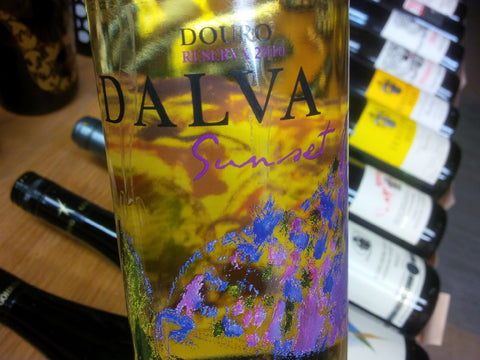 DOURO
RESERVA 2010
DALVA
Sunset